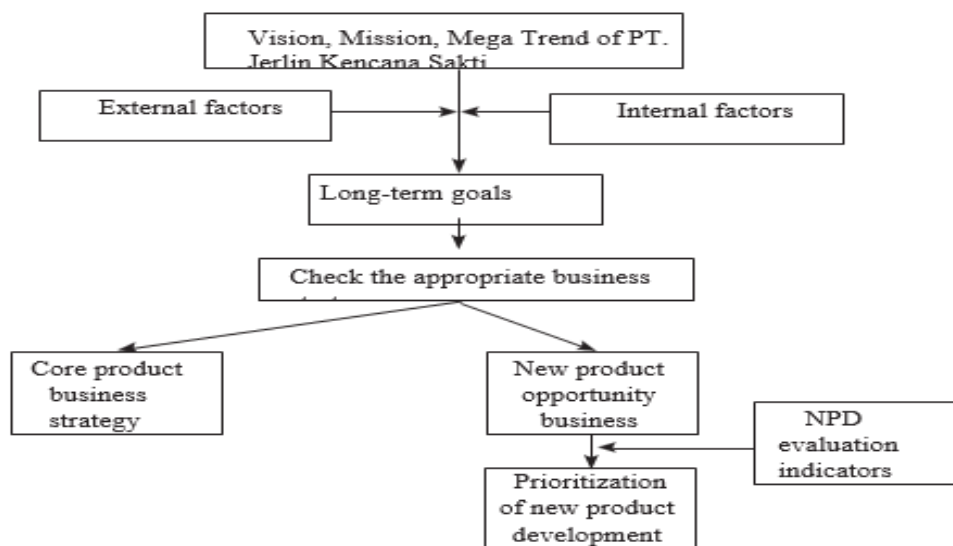 Vision, Mission, Mega Trend of PT.
Jerlin Kencana Sakti
External factors
Internal factors
Long-term goals
Check the appropriate business
Core product
business
strategy
New product
opportunity
business
NPD
evaluation
indicators
Prioritization
of new product
development